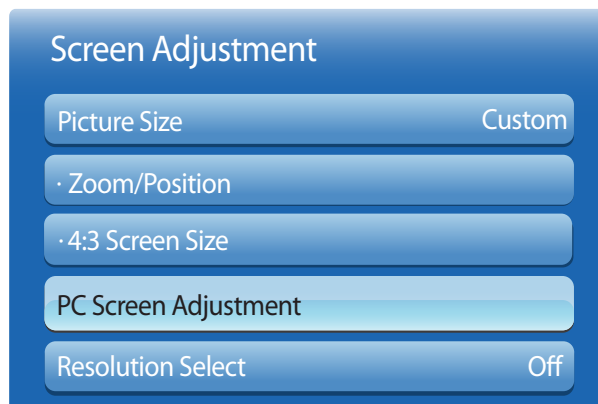 Screen Adjustment
Picture Size Custom
· Zoom/Position
· 4:3 Screen Size
PC Screen Adjustment
Resolution Select Off